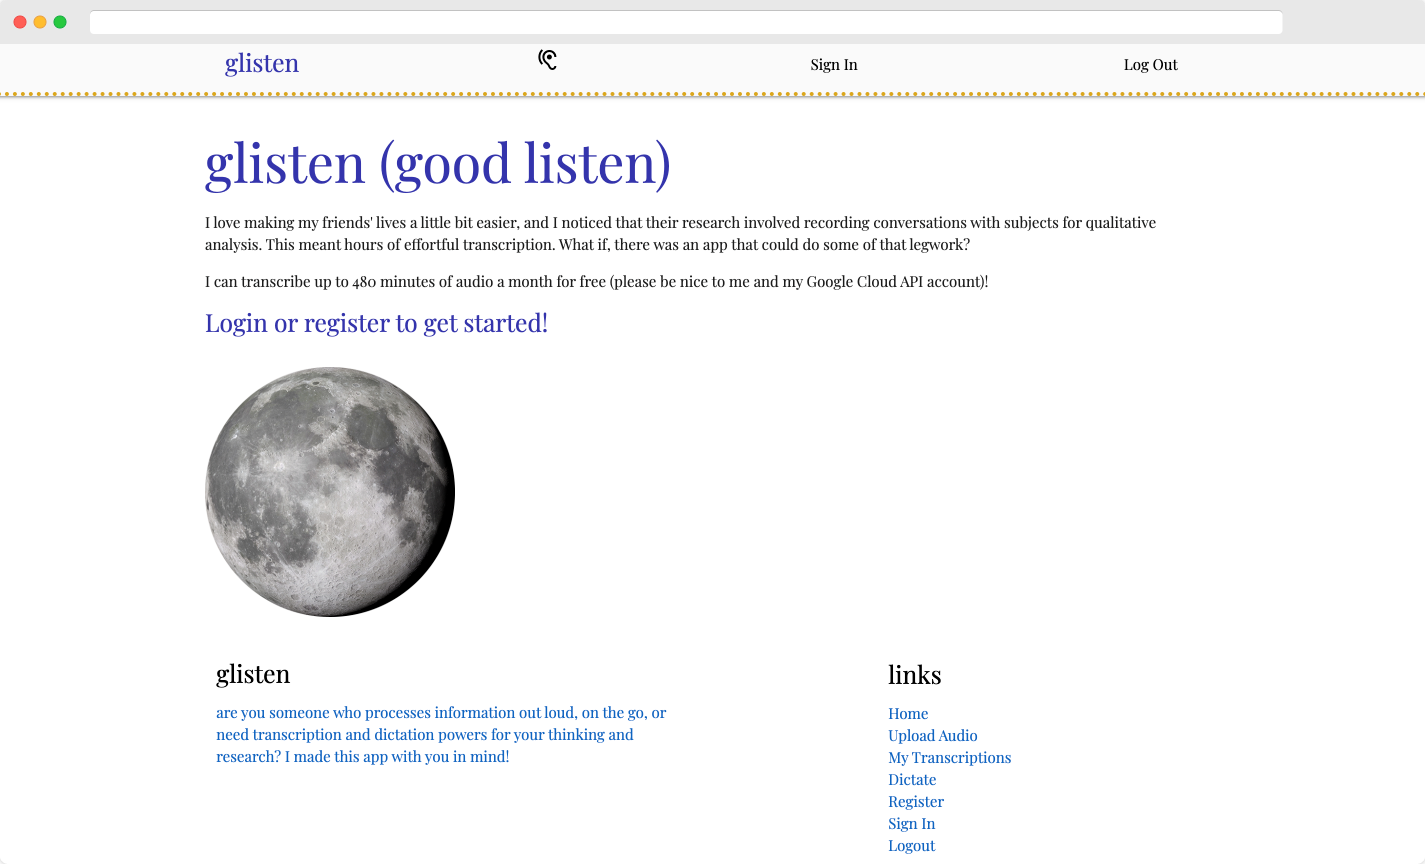 glisten
Sign In
Log Out
glisten (good listen)
I love making my friends' lives a little bit easier, and I noticed that their research involved recording conversations with subjects for qualitative
analysis. This meant hours of effortful transcription. What if, there was an app that could do some of that legwork?
I can transcribe up to 480 minutes of audio a month for free (please be nice to me and my Google Cloud API account)!
Login or register to get started!
glisten
are you someone who processes information out loud, on the go, or
need transcription and dictation powers for your thinking and
research? I made this app with you in mind!
links
Home
Upload Audio
My Transcriptions
Dictate
Register
Sign In
Logout